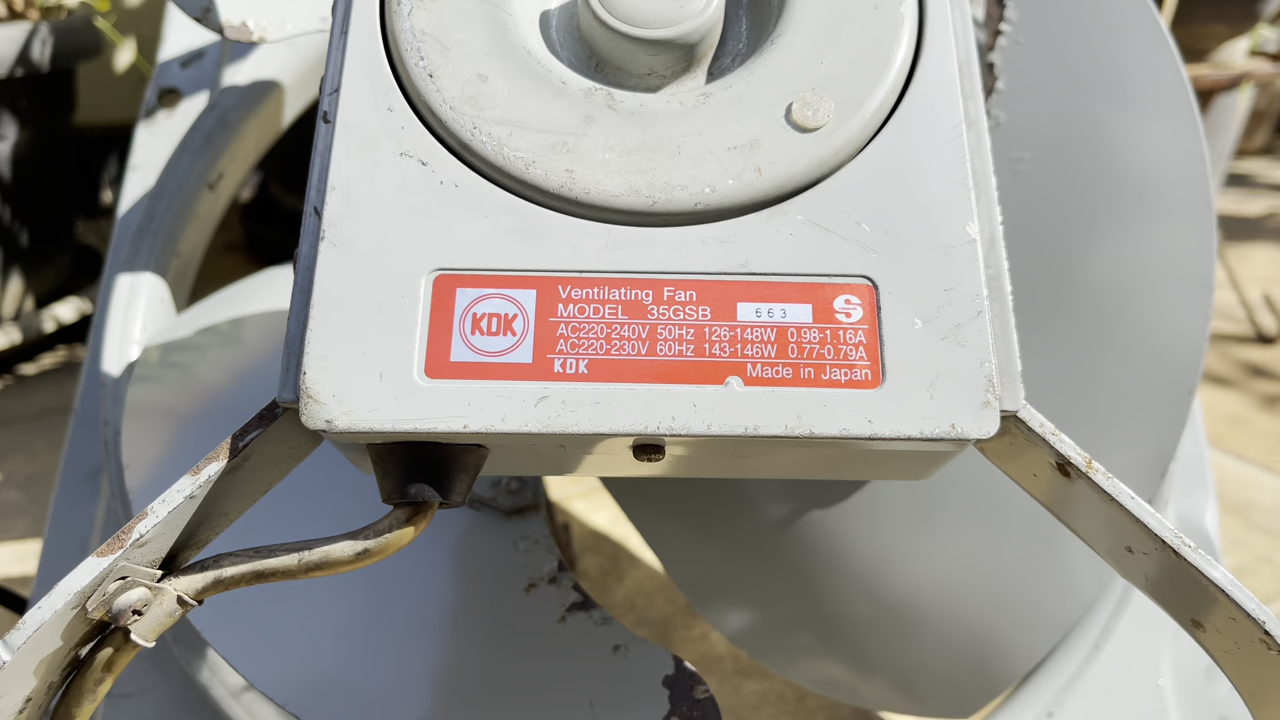 KDK
Ventilating Fan
MODEL 35GSB 663
AC220-240V 50Hz 126-148W 0.98-1.16A
AC220-230V 60Hz 143-146W 0.77-0.79A
KDK Made in Japan